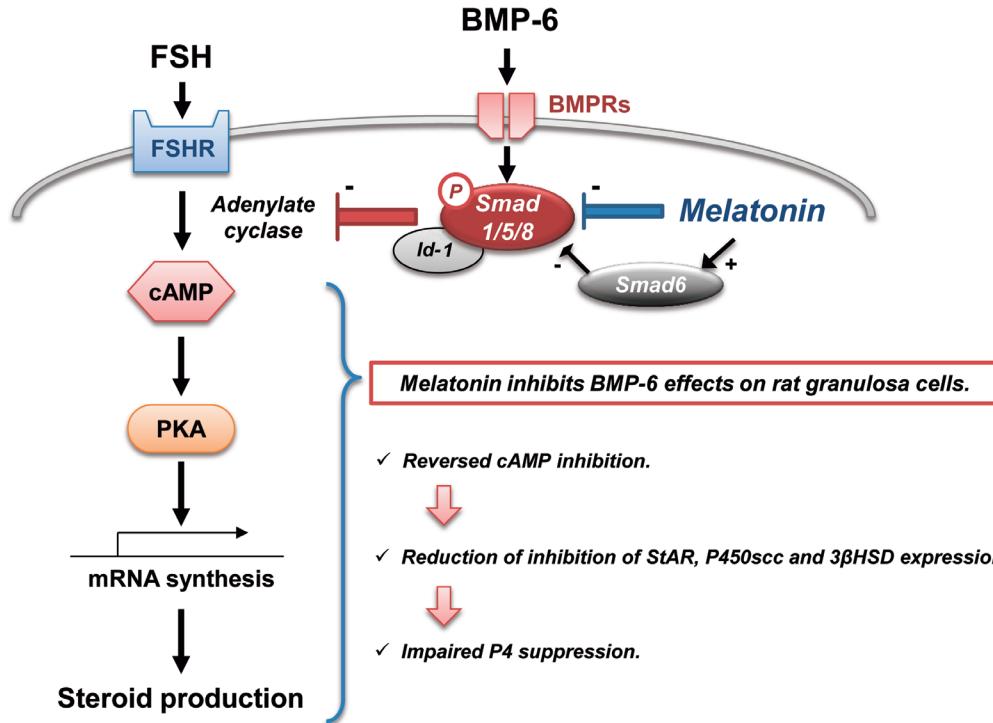 BMP-6
FSH
BMPRs
FSHR
Adenylate
cyclase
-
P
Smad
1/5/8
Id-1
-
Melatonin
-
+
Smad6
cAMP
Melatonin inhibits BMP-6 effects on rat granulosa cells.
PKA
✓ Reversed cAMP inhibition.
✓ Reduction of inhibition of StAR, P450scc and 3βHSD expression
mRNA synthesis
✓ Impaired P4 suppression.
Steroid production